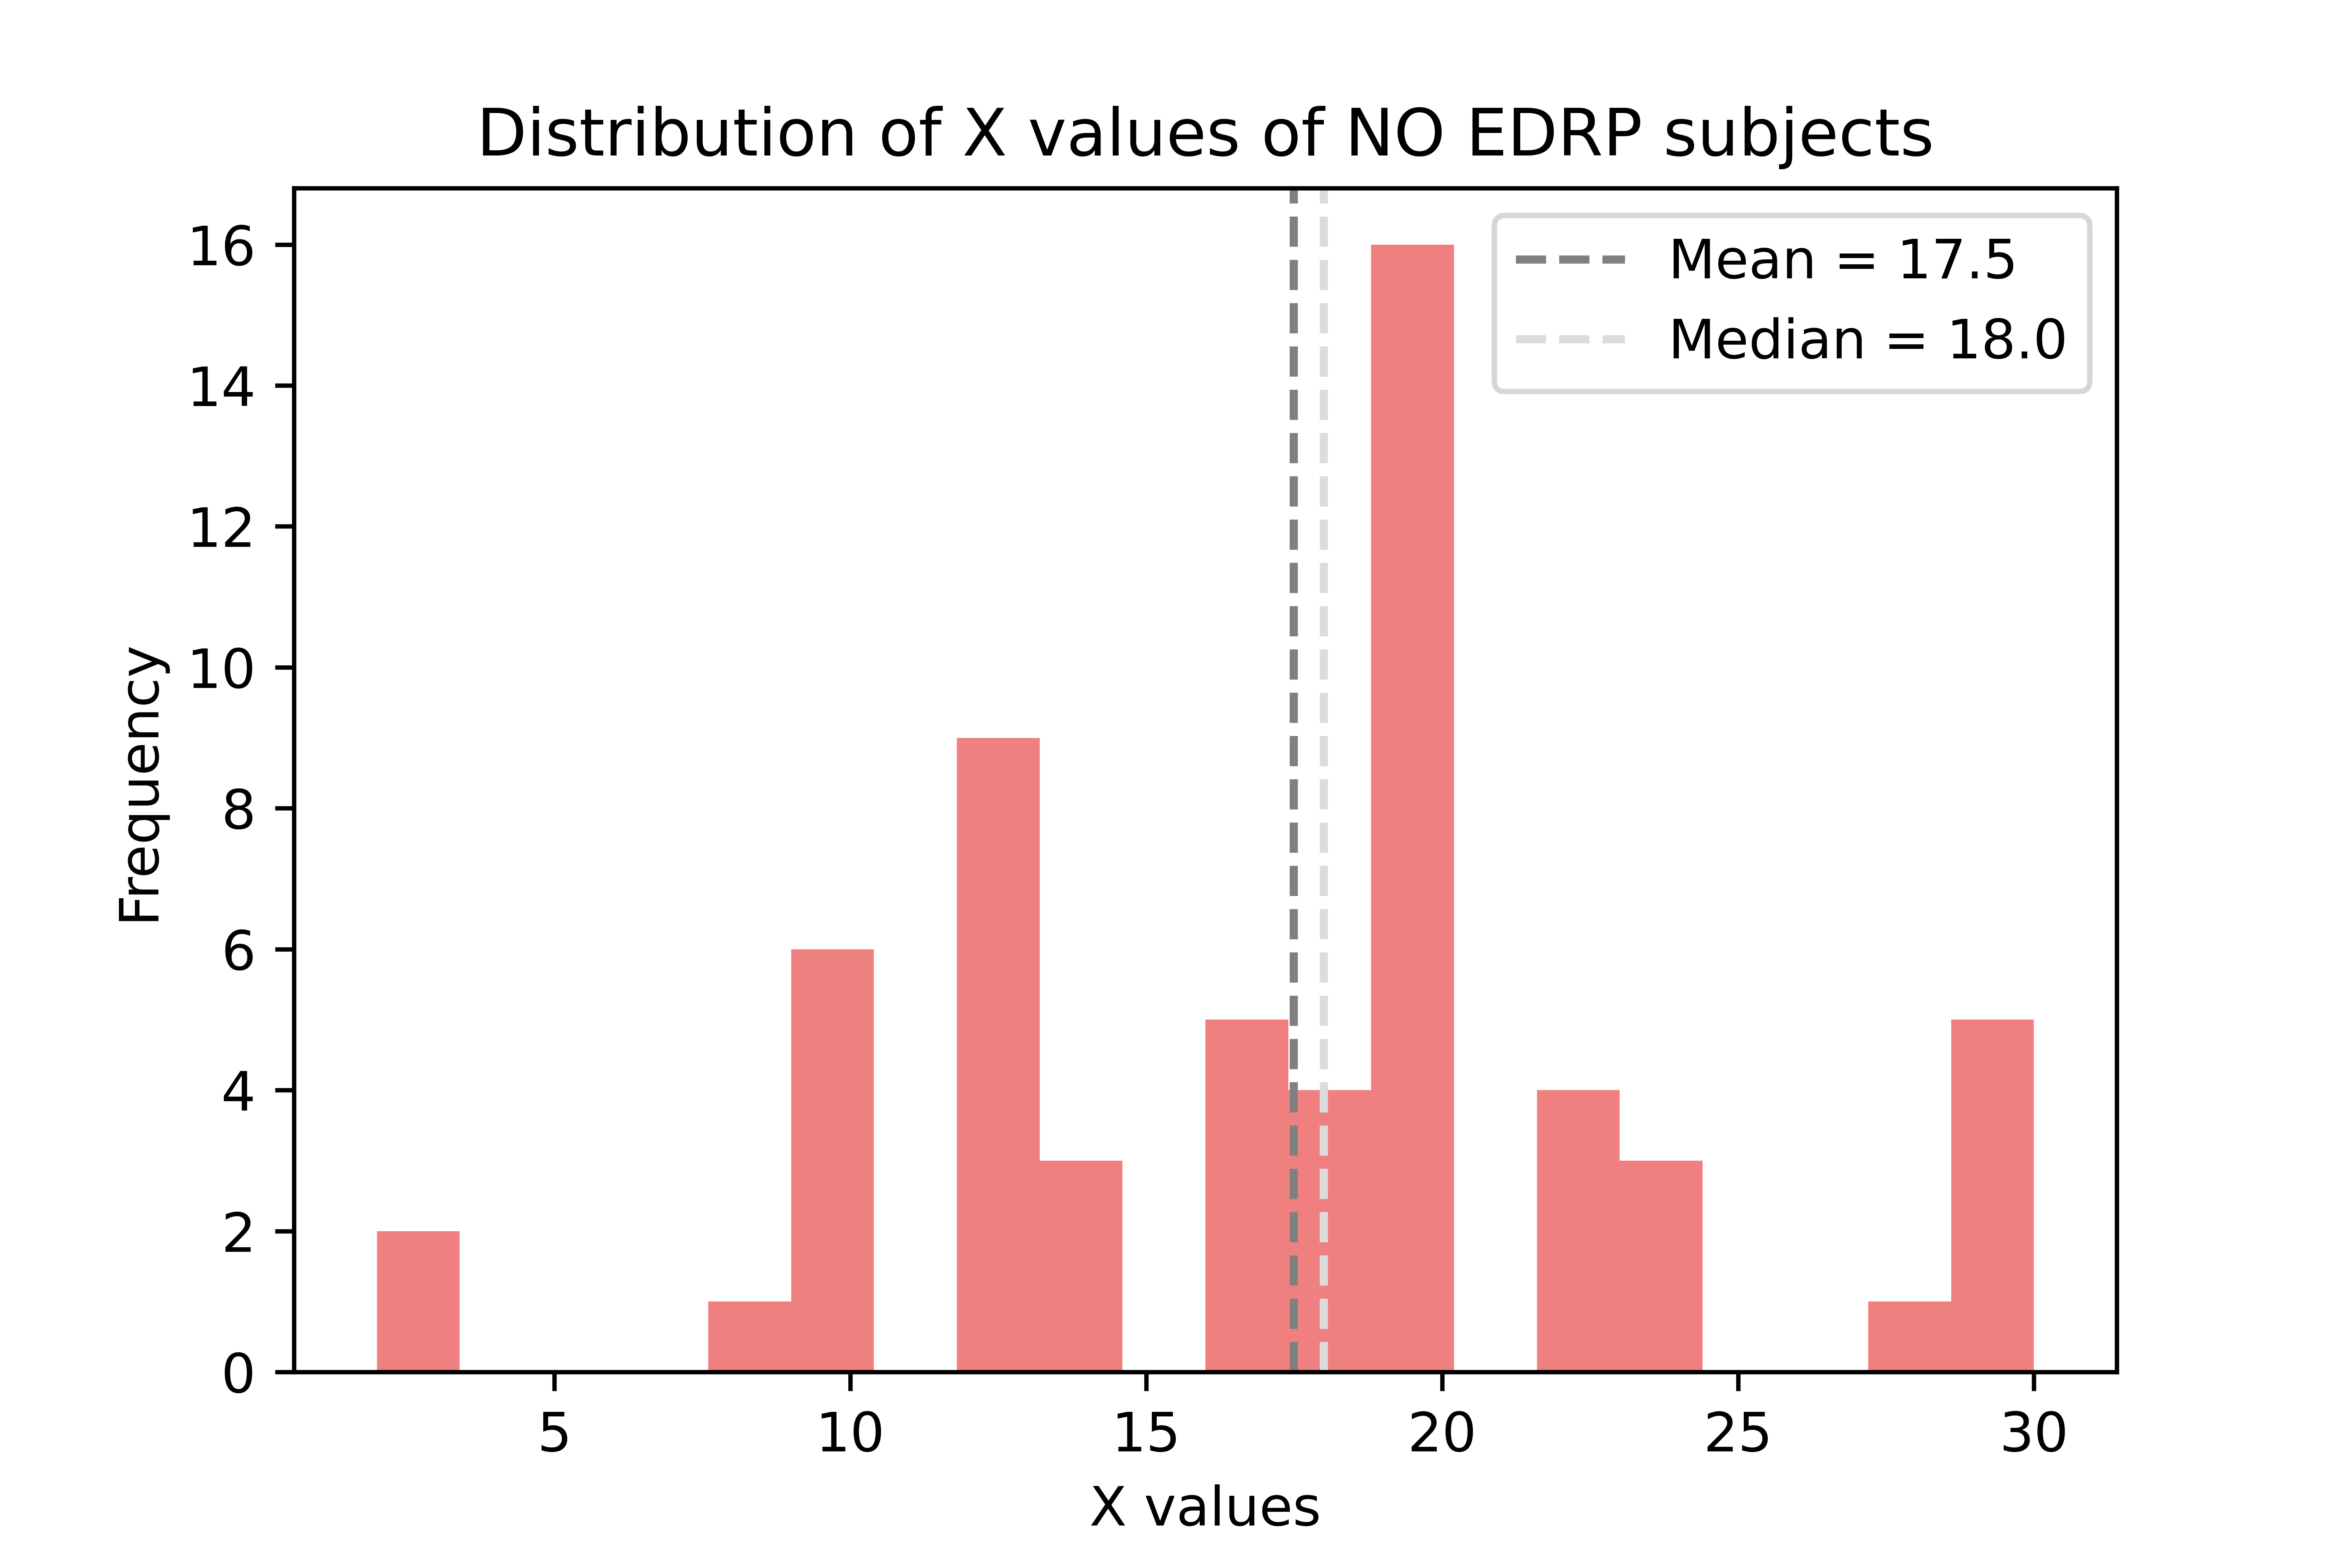 Distribution of X values of NO EDRP subjects
Mean = 17.5
Median = 18.0
16
14
12
10
8
6
4
2
0
Frequency
5 10 15 20 25 30
X values